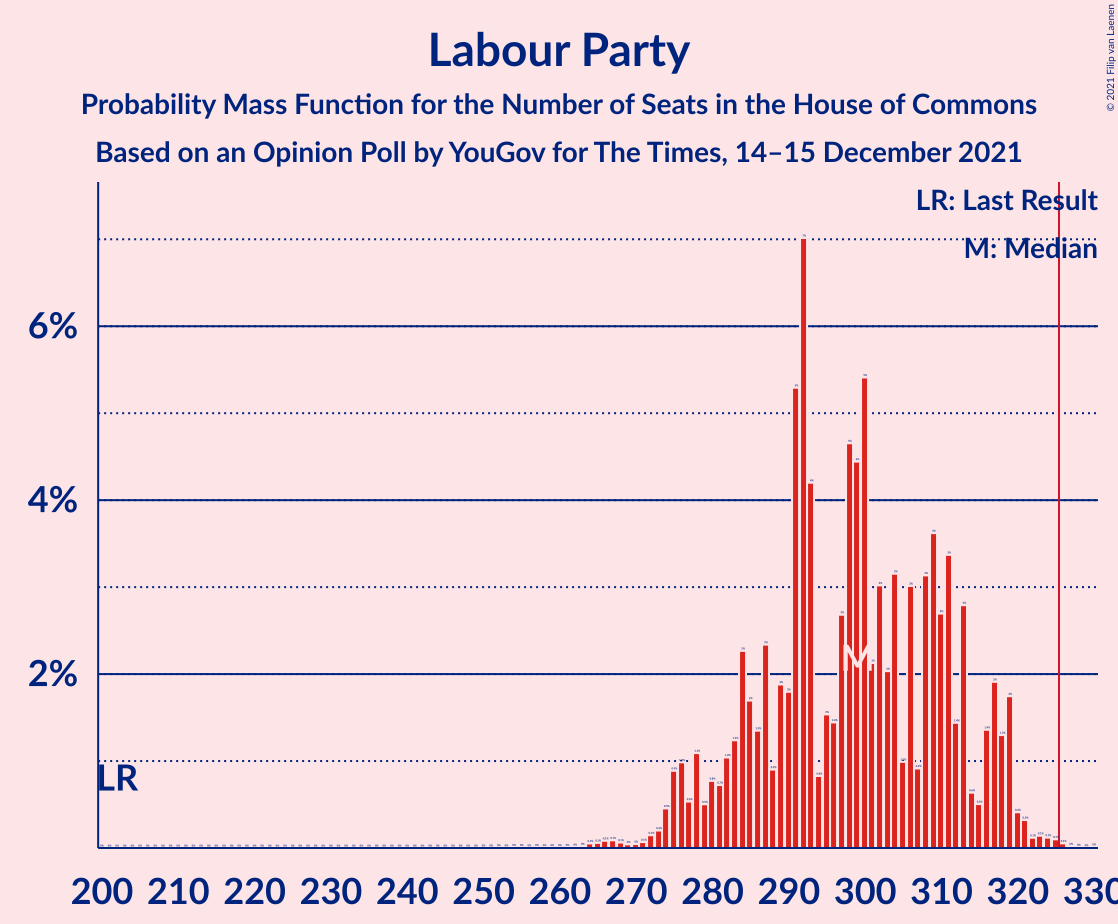 Labour Party
Probability Mass Function for the Number of Seats in the House of Commons
Based on an Opinion Poll by YouGov for The Times, 14–15 December 2021
© 2021 Filip van Laenen
LR: Last Result
M: Median
6%
4%
2%
M
LR
200 210 220 230 240 250 260 270 280 290 300 310 320 330